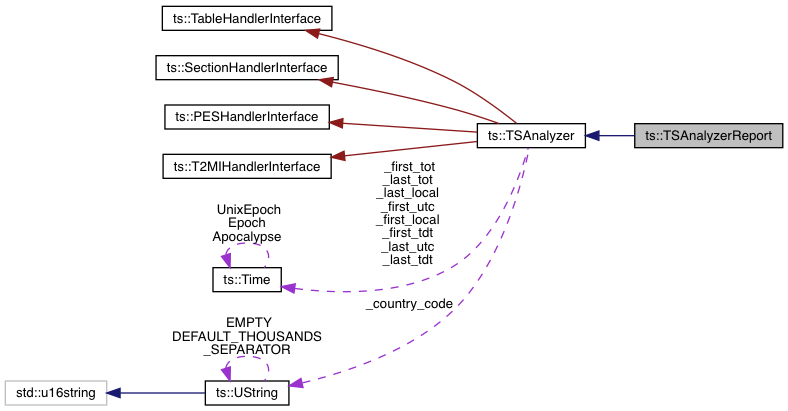 ts::TableHandlerInterface
ts::SectionHandlerInterface
ts::PESHandlerInterface
ts::TSAnalyzer
ts::TSAnalyzerReport
ts::T2MIHandlerInterface
_first_tot
_last_tot
_last_local
_first_utc
_first_local
_first_tdt
_last_utc
_last_tdt
UnixEpoch
Epoch
Apocalypse
ts::Time
_country_code
EMPTY
DEFAULT_THOUSANDS
_SEPARATOR
std::u16string
ts::UString